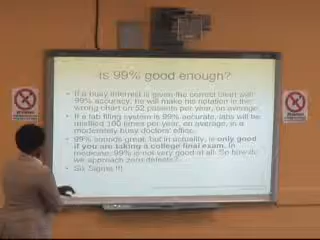 Is 99% good enough?
• If a busy internist is given the correct chart with
99% accuracy, he will make his notation in the
wrong chart on 52 patients per year, on average.
• If a lab filing system is 99% accurate, labs will be
misfiled 100 times per year, on average, in a
moderately busy doctors' office.
• 99% sounds great, but in actuality, is only good
if you are taking a college final exam. In
medicine, 99% is not very good at all. So how do
we approach zero defects?
• Six Sigma !!!